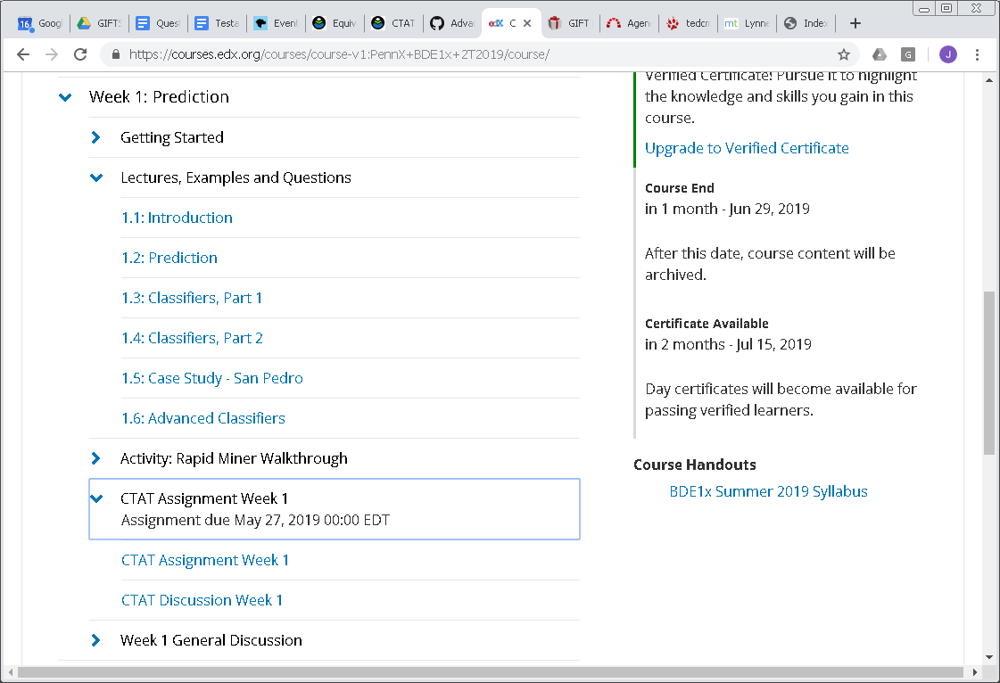 16 Googl
GIFTS
Quest
Testa
Event
Equiv
CTAT
Advan
edX C
GIFT
Agen
tedcm
mt Lynne
Index
https://courses.edx.org/courses/course-v1:PennX+BDE1x+2T2019/course/
G
J
Week 1: Prediction
Getting Started
Lectures, Examples and Questions
1.1: Introduction
1.2: Prediction
1.3: Classifiers, Part 1
1.4: Classifiers, Part 2
1.5: Case Study - San Pedro
1.6: Advanced Classifiers
Activity: Rapid Miner Walkthrough
CTAT Assignment Week 1
Assignment due May 27, 2019 00:00 EDT
CTAT Assignment Week 1
CTAT Discussion Week 1
Week 1 General Discussion
Verified Certificate! Pursue it to highlight
the knowledge and skills you gain in this
course.
Upgrade to Verified Certificate
Course End
in 1 month - Jun 29, 2019
After this date, course content will be
archived.
Certificate Available
in 2 months - Jul 15, 2019
Day certificates will become available for
passing verified learners.
Course Handouts
BDE1x Summer 2019 Syllabus